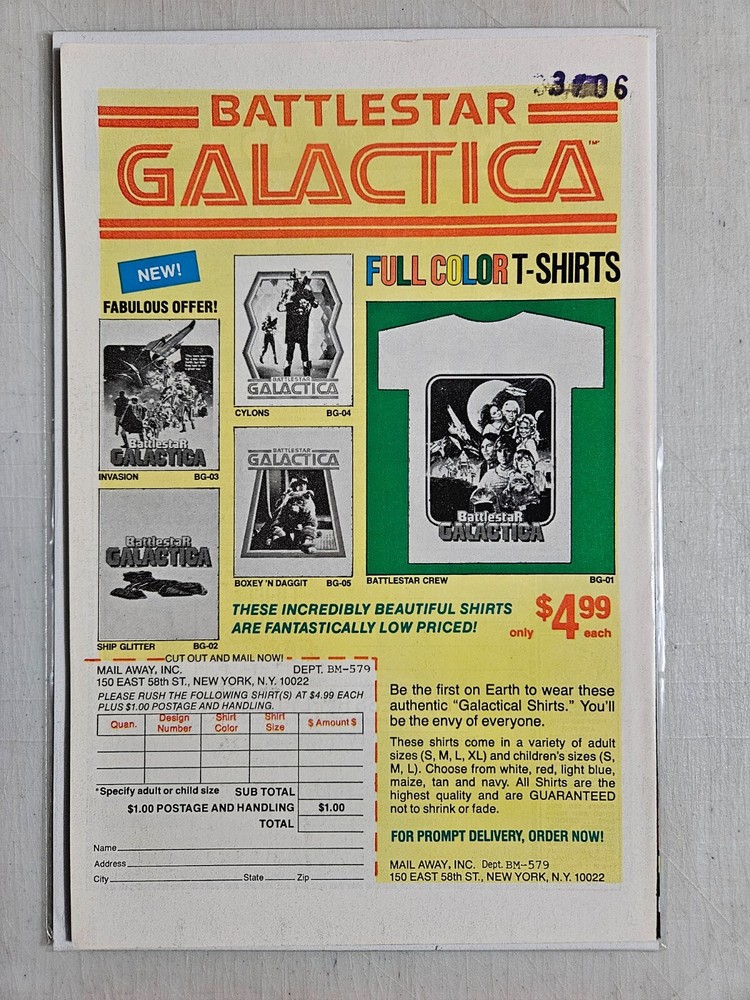 BATTLESTAR
GALACTICA™
NEW!
FABULOUS OFFER!
FULL COLOR T-SHIRTS
BattlestaR
GALACTICA
INVASION BG-03
BATTLESTAR
GALACTICA
CYLONS BG-04
BATTLESTAR
GALACTICA
BOXEY 'N DAGGIT BG-05
BattlestaR
GALACTICA
SHIP GLITTER BG-02
BattlestaR
GALACTICA
BATTLESTAR CREW BG-01
THESE INCREDIBLY BEAUTIFUL SHIRTS
ARE FANTASTICALLY LOW PRICED!
only $4.99 each
CUT OUT AND MAIL NOW!
MAIL AWAY, INC. DEPT. BM-579
150 EAST 58th ST., NEW YORK, N.Y. 10022
PLEASE RUSH THE FOLLOWING SHIRT(S) AT $4.99 EACH
PLUS $1.00 POSTAGE AND HANDLING.
Quan. Design Number Shirt Color Shirt Size $ Amount $
*Specify adult or child size SUB TOTAL
$1.00 POSTAGE AND HANDLING $1.00
TOTAL
Name
Address
City State Zip
Be the first on Earth to wear these
authentic "Galactical Shirts." You'll
be the envy of everyone.
These shirts come in a variety of adult
sizes (S, M, L, XL) and children's sizes (S,
M, L). Choose from white, red, light blue,
maize, tan and navy. All Shirts are the
highest quality and are GUARANTEED
not to shrink or fade.
FOR PROMPT DELIVERY, ORDER NOW!
MAIL AWAY, INC. Dept. BM-579
150 EAST 58th ST., NEW YORK, N.Y. 10022